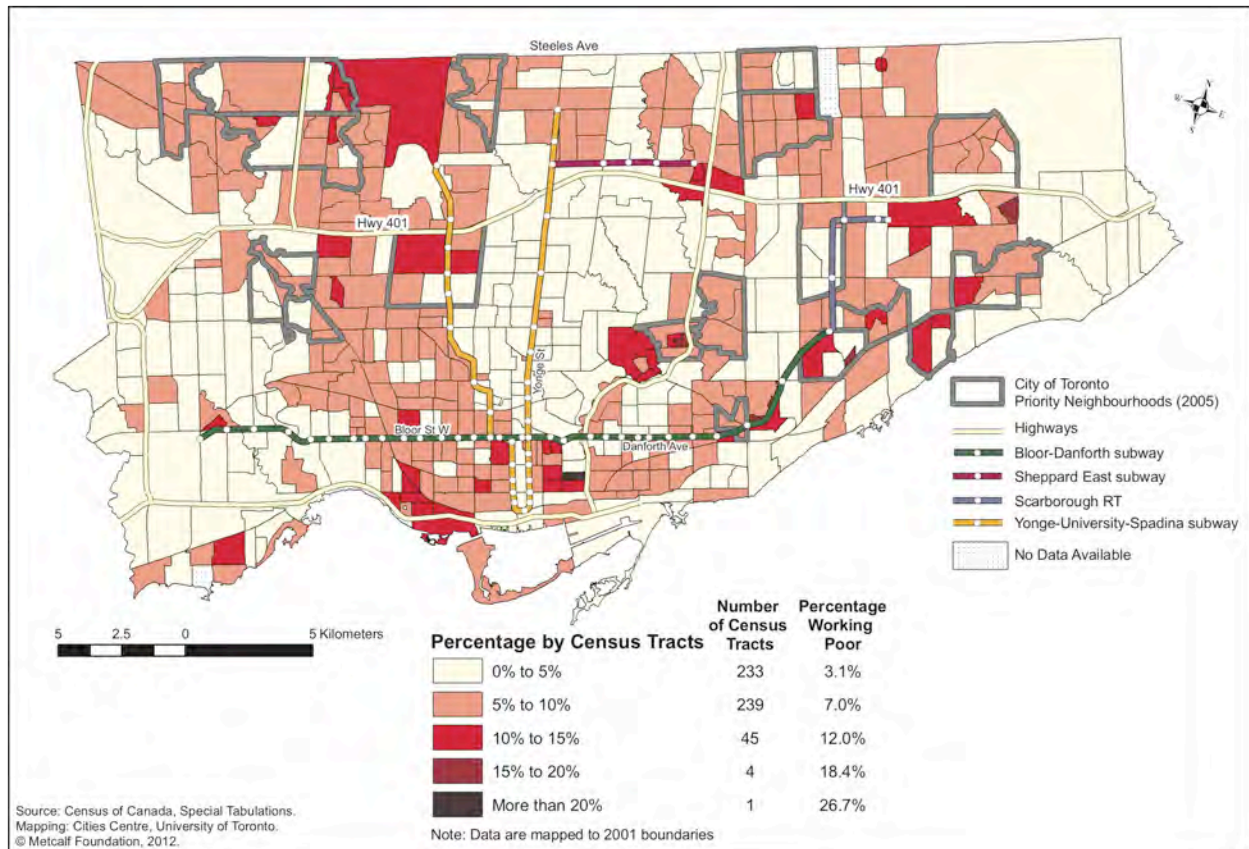 Steeles Ave
N
W
E
S
Hwy 401
Hwy 401
Yonge St
Bloor St W
Danforth Ave
City of Toronto
Priority Neighbourhoods (2005)
Highways
Bloor-Danforth subway
Sheppard East subway
Scarborough RT
Yonge-University-Spadina subway
No Data Available
5 2.5 0 5 Kilometers
Percentage by Census Tracts
Number of Census Tracts
Percentage Working Poor
0% to 5% 233 3.1%
5% to 10% 239 7.0%
10% to 15% 45 12.0%
15% to 20% 4 18.4%
More than 20% 1 26.7%
Note: Data are mapped to 2001 boundaries
Source: Census of Canada, Special Tabulations.
Mapping: Cities Centre, University of Toronto.
© Metcalf Foundation, 2012.